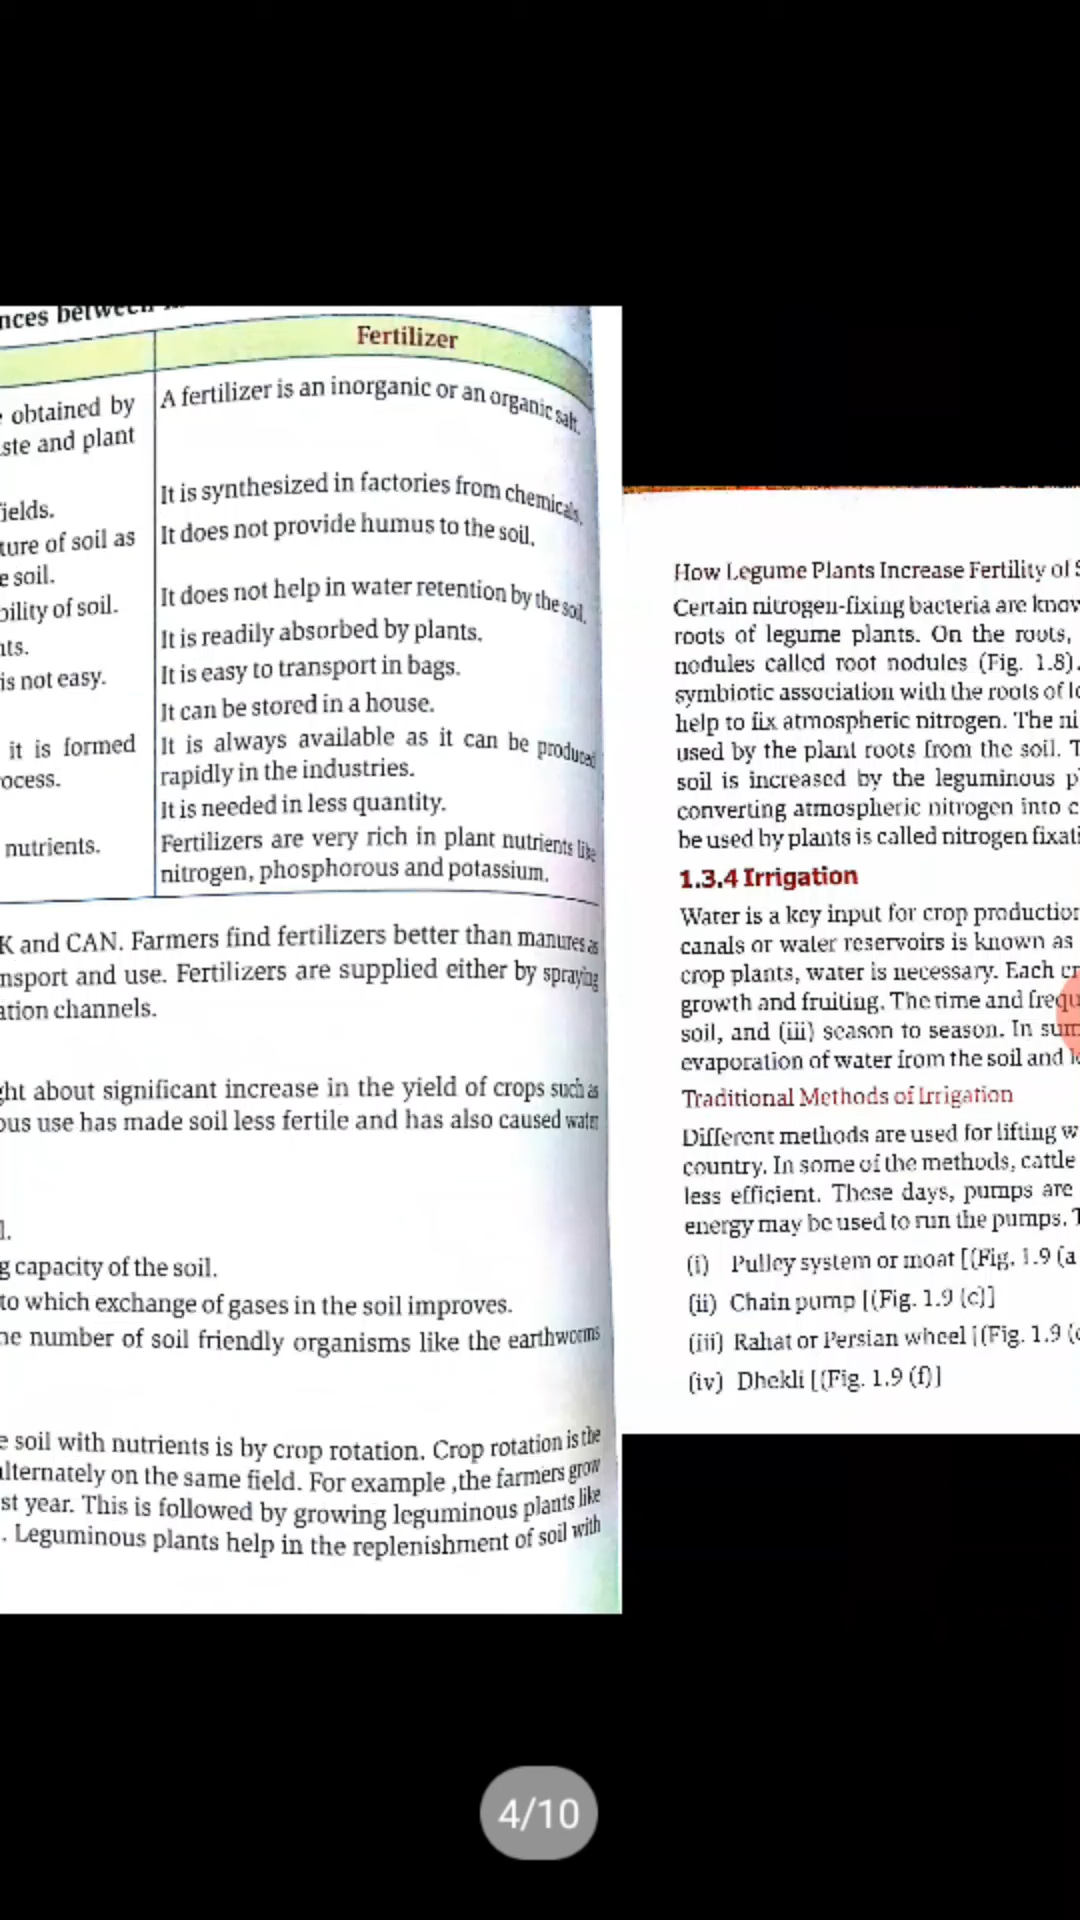 nces between
Fertilizer
obtained by
ste and plant
A fertilizer is an inorganic or an organic salt.
ields.
It is synthesized in factories from chemicals.
ture of soil as
e soil.
It does not provide humus to the soil.
bility of soil.
It does not help in water retention by the soil.
nts.
It is readily absorbed by plants.
is not easy.
It is easy to transport in bags.
It can be stored in a house.
it is formed
ocess.
It is always available as it can be produced
rapidly in the industries.
It is needed in less quantity.
nutrients.
Fertilizers are very rich in plant nutrients like
nitrogen, phosphorous and potassium.
K and CAN. Farmers find fertilizers better than manures as
nsport and use. Fertilizers are supplied either by spraying
ation channels.
ght about significant increase in the yield of crops such as
ous use has made soil less fertile and has also caused water
l.
g capacity of the soil.
to which exchange of gases in the soil improves.
ne number of soil friendly organisms like the earthworms
e soil with nutrients is by crop rotation. Crop rotation is the
alternately on the same field. For example ,the farmers grow
st year. This is followed by growing leguminous plants like
. Leguminous plants help in the replenishment of soil with
How Legume Plants Increase Fertility of S
Certain nitrogen-fixing bacteria are know
roots of legume plants. On the roots,
nodules called root nodules (Fig. 1.8).
symbiotic association with the roots of le
help to fix atmospheric nitrogen. The ni
used by the plant roots from the soil. T
soil is increased by the leguminous p
converting atmospheric nitrogen into c
be used by plants is called nitrogen fixati
1.3.4 Irrigation
Water is a key input for crop production
canals or water reservoirs is known as
crop plants, water is necessary. Each cr
growth and fruiting. The time and frequ
soil, and (iii) season to season. In sum
evaporation of water from the soil and le
Traditional Methods of Irrigation
Different methods are used for lifting w
country. In some of the methods, cattle
less efficient. These days, pumps are
energy may be used to run the pumps. T
(i) Pulley system or moat [(Fig. 1.9 (a
(ii) Chain pump [(Fig. 1.9 (c)]
(iii) Rahat or Persian wheel [(Fig. 1.9 (
(iv) Dhekli [(Fig. 1.9 (f)]
4/10